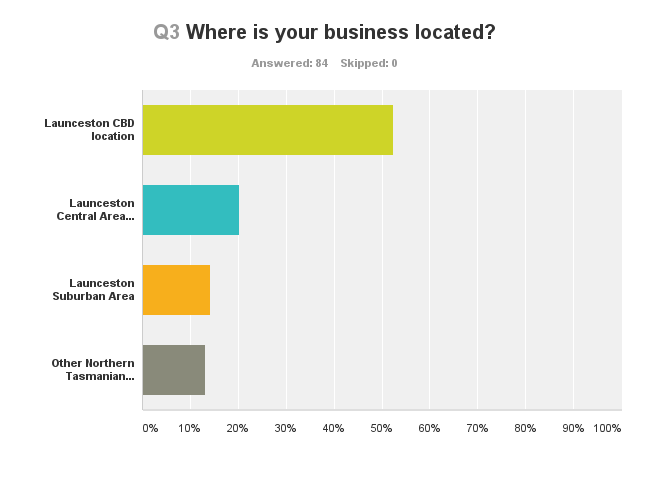 Q3 Where is your business located?
Answered: 84 Skipped: 0
Launceston CBD
location
Launceston
Central Area...
Launceston
Suburban Area
Other Northern
Tasmanian...
0% 10% 20% 30% 40% 50% 60% 70% 80% 90% 100%